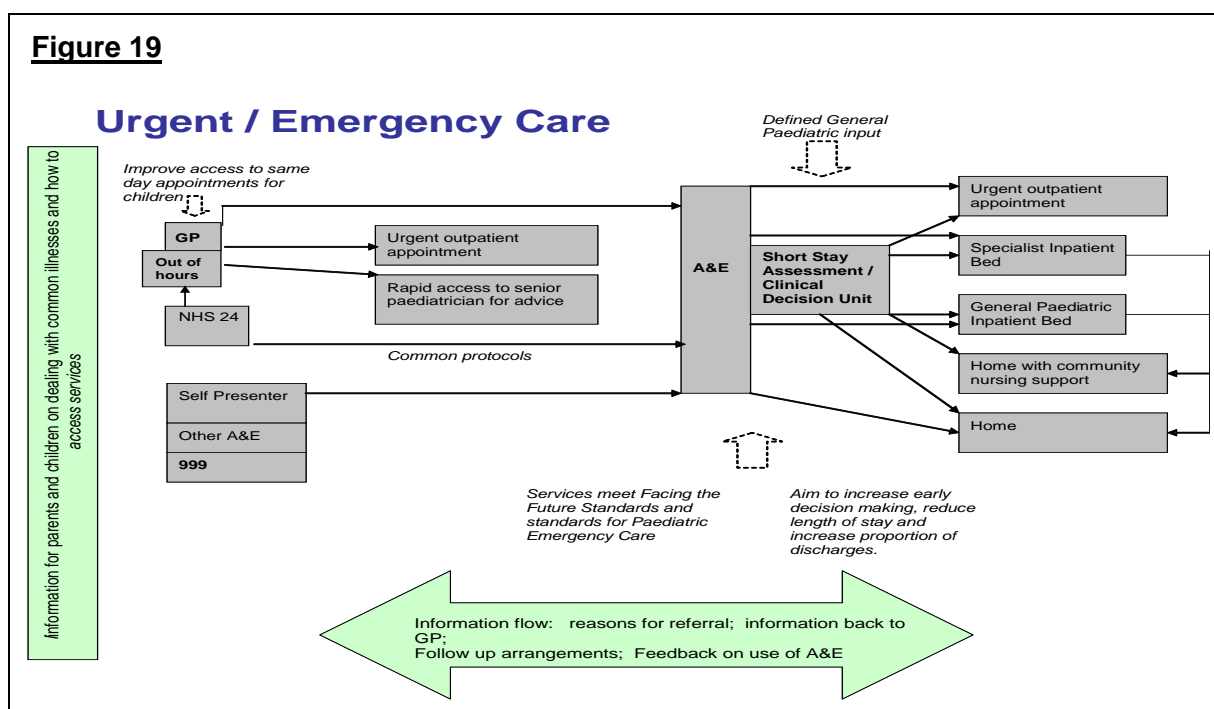 Figure 19
Urgent / Emergency Care
Information for parents and children on dealing with common illnesses and how to
access services
Improve access to same
day appointments for
children
GP
Out of
hours
NHS 24
Urgent outpatient
appointment
Rapid access to senior
paediatrician for advice
Common protocols
Self Presenter
Other A&E
999
A&E
Defined General
Paediatric input
Short Stay
Assessment /
Clinical
Decision Unit
Urgent outpatient
appointment
Specialist Inpatient
Bed
General Paediatric
Inpatient Bed
Home with community
nursing support
Home
Services meet Facing the
Future Standards and
standards for Paediatric
Emergency Care
Aim to increase early
decision making, reduce
length of stay and
increase proportion of
discharges.
Information flow: reasons for referral; information back to
GP;
Follow up arrangements; Feedback on use of A&E